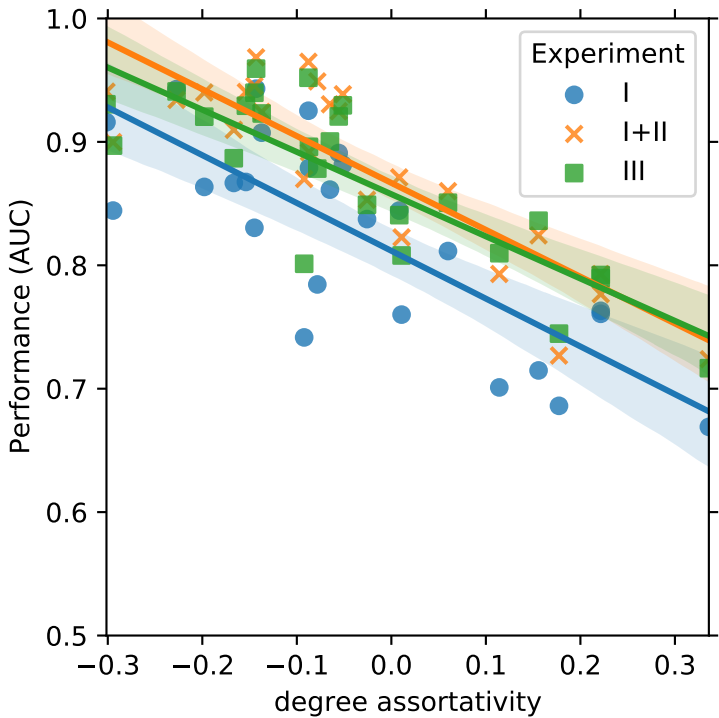 1.0
0.9
0.8
0.7
0.6
0.5
Performance (AUC)
Experiment
I
I+II
III
−0.3 −0.2 −0.1 0.0 0.1 0.2 0.3
degree assortativity